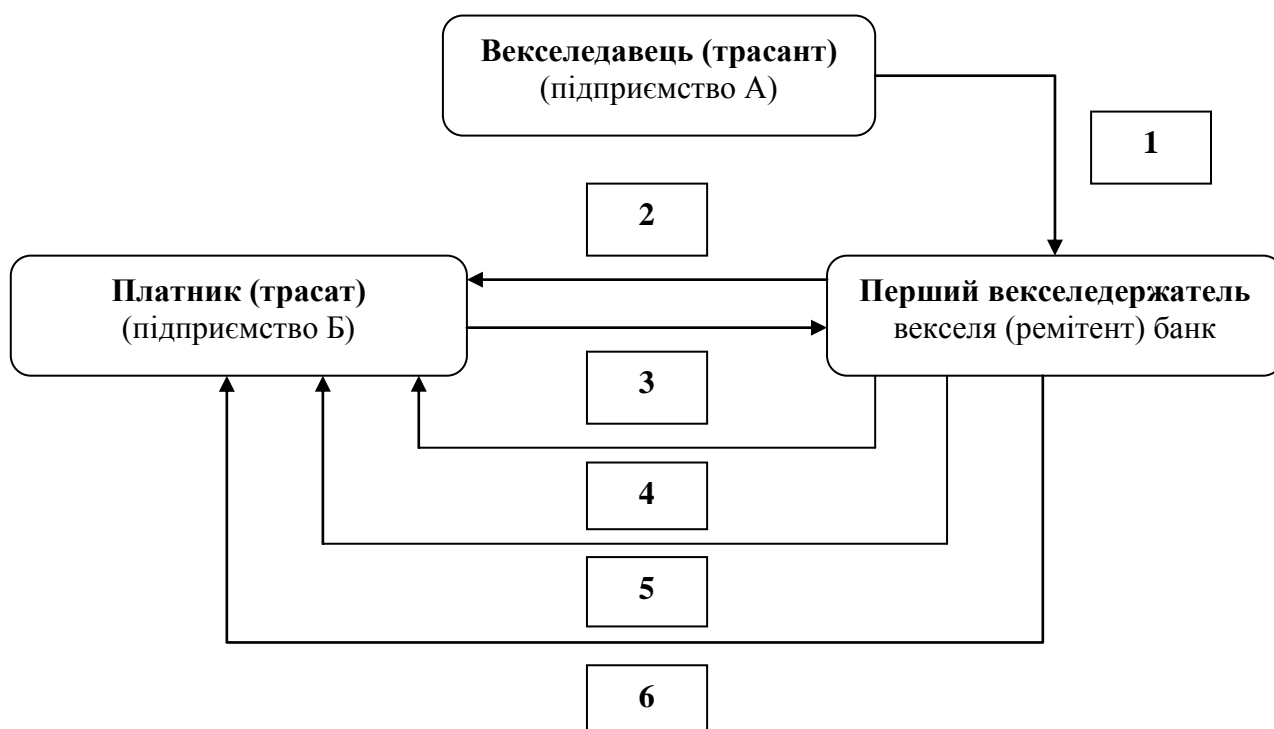 Векселедавець (трасант)
(підприємство А)
1
2
Платник (трасат)
(підприємство Б)
Перший векселедержатель
векселя (ремітент) банк
3
4
5
6